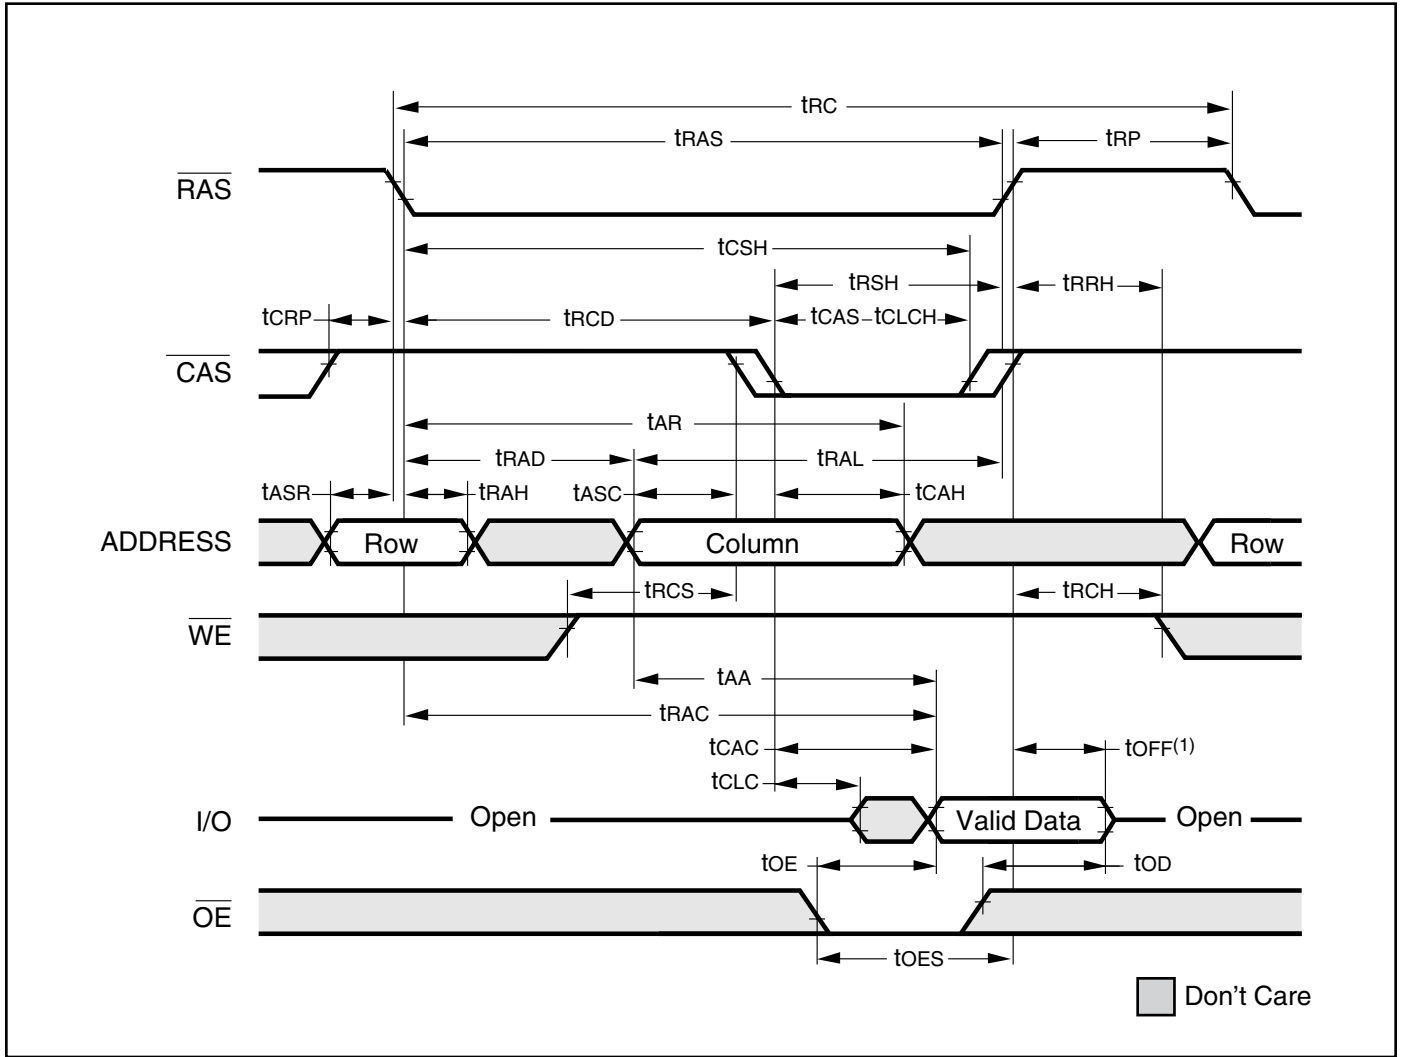 tRC
tRAS
tRP
RAS
tCSH
tRSH
tRRH
tCRP
tRCD
tCAS
tCLCH
CAS
tAR
tRAD
tRAL
tASR
tRAH
tASC
tCAH
ADDRESS
Row
Column
Row
tRCS
tRCH
WE
tAA
tRAC
tCAC
tOFF(1)
tCLC
I/O
Open
Valid Data
Open
tOE
tOD
OE
tOES
Don't Care